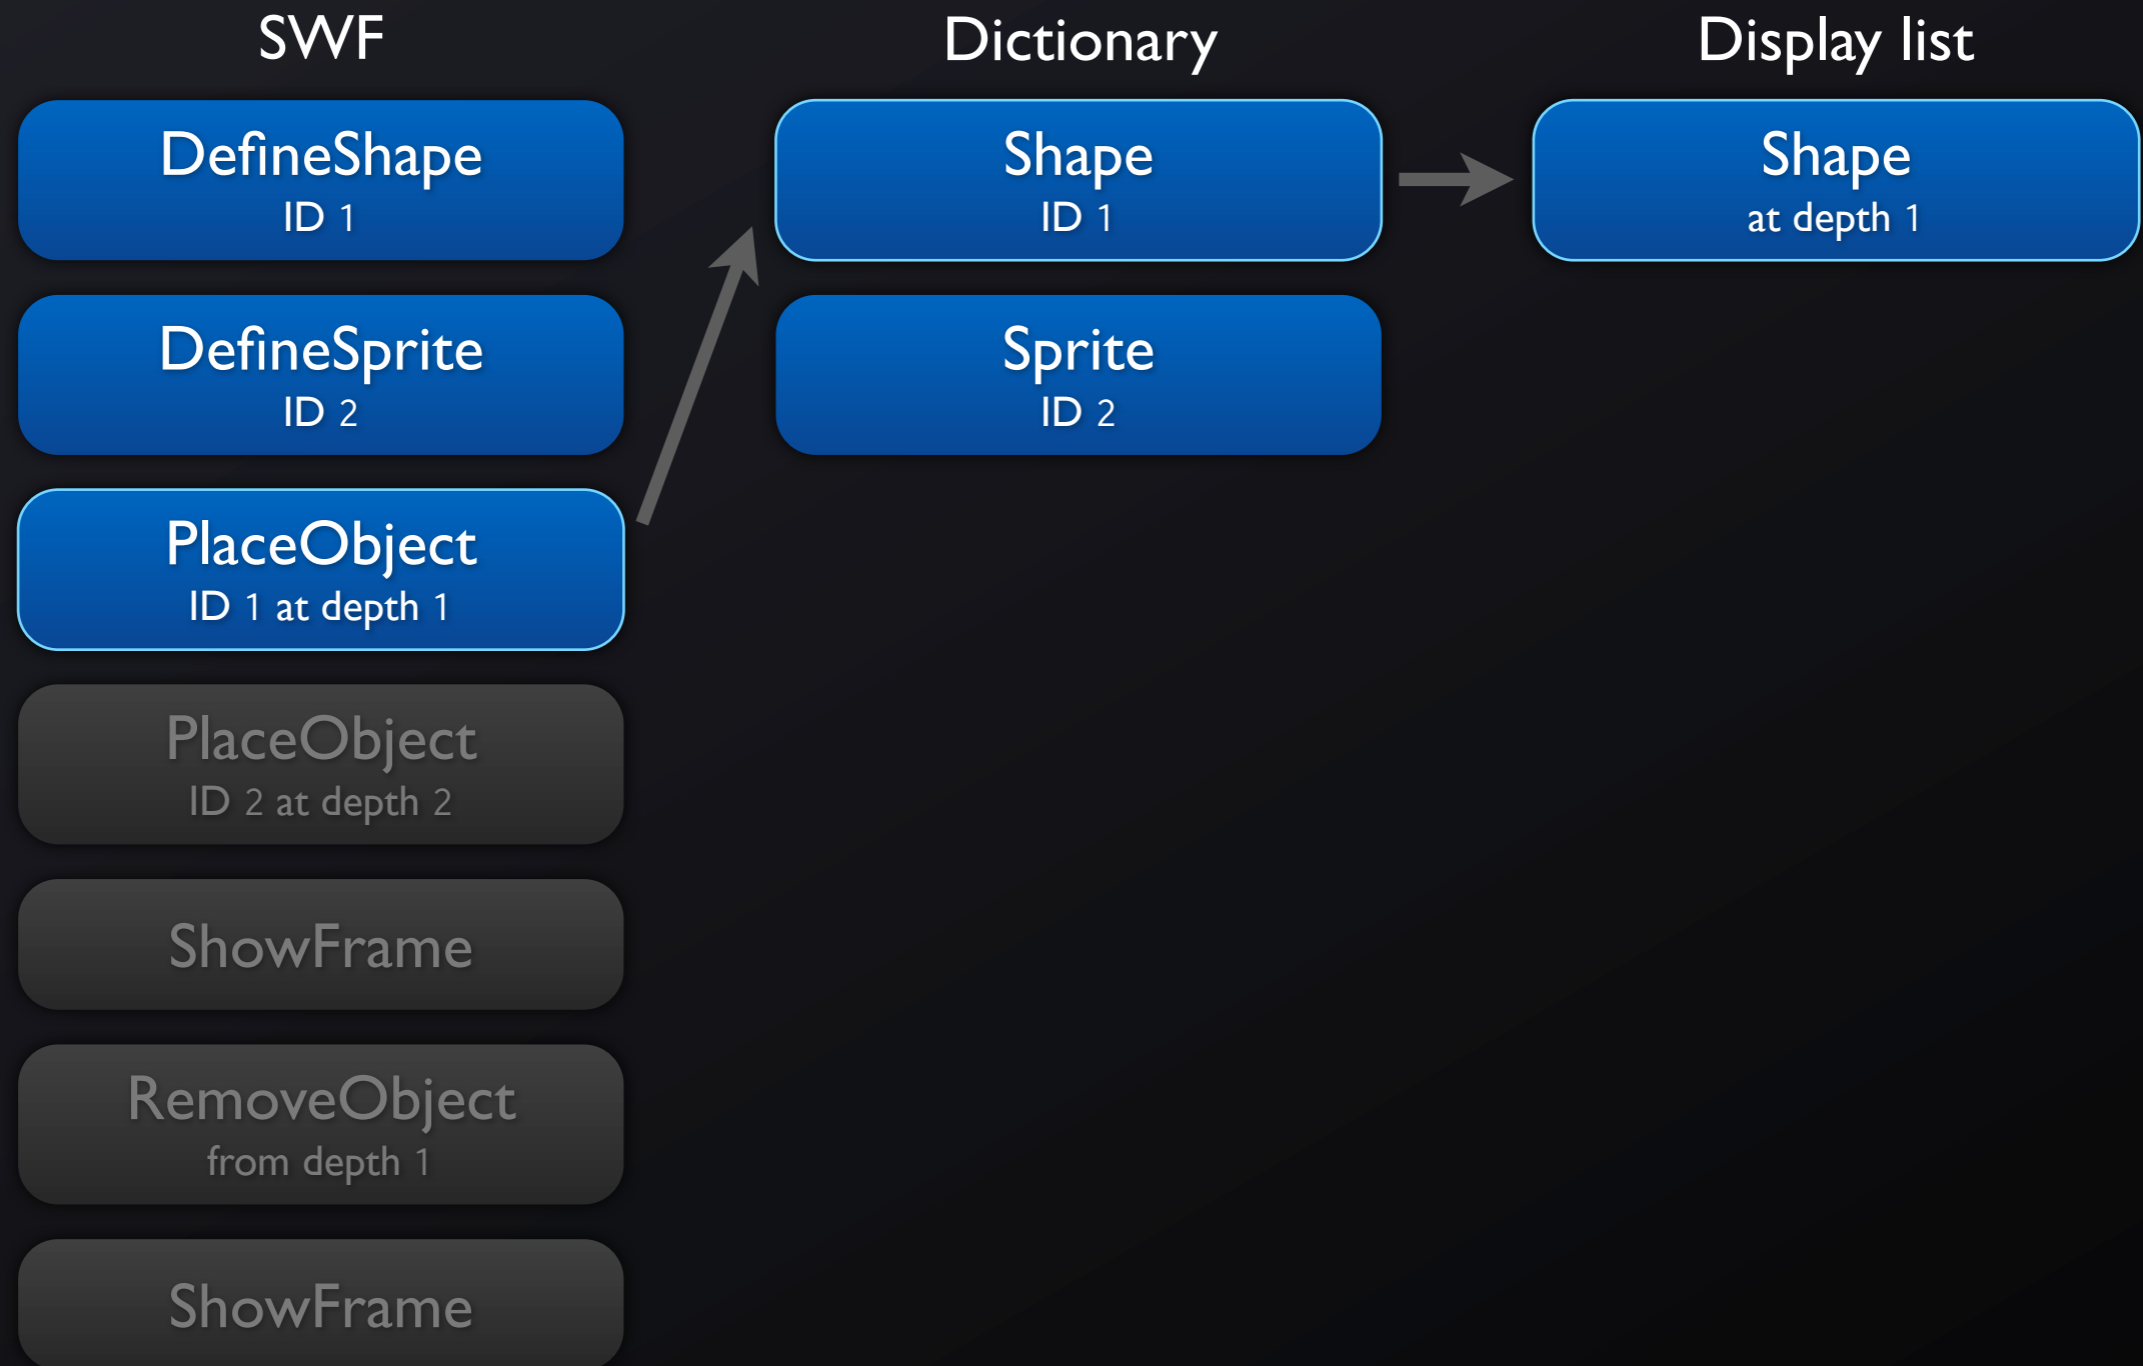 SWF
DefineShape
ID 1
DefineSprite
ID 2
PlaceObject
ID 1 at depth 1
PlaceObject
ID 2 at depth 2
ShowFrame
RemoveObject
from depth 1
ShowFrame
Dictionary
Shape
ID 1
Sprite
ID 2
Display list
Shape
at depth 1